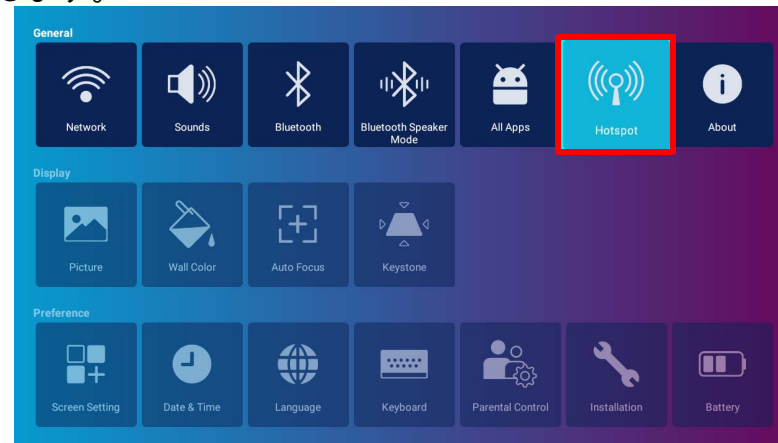 General
Network
Sounds
Bluetooth
Bluetooth Speaker
Mode
All Apps
Hotspot
About
Display
Picture
Wall Color
Auto Focus
Keystone
Preference
Screen Setting
Date & Time
Language
Keyboard
Parental Control
Installation
Battery